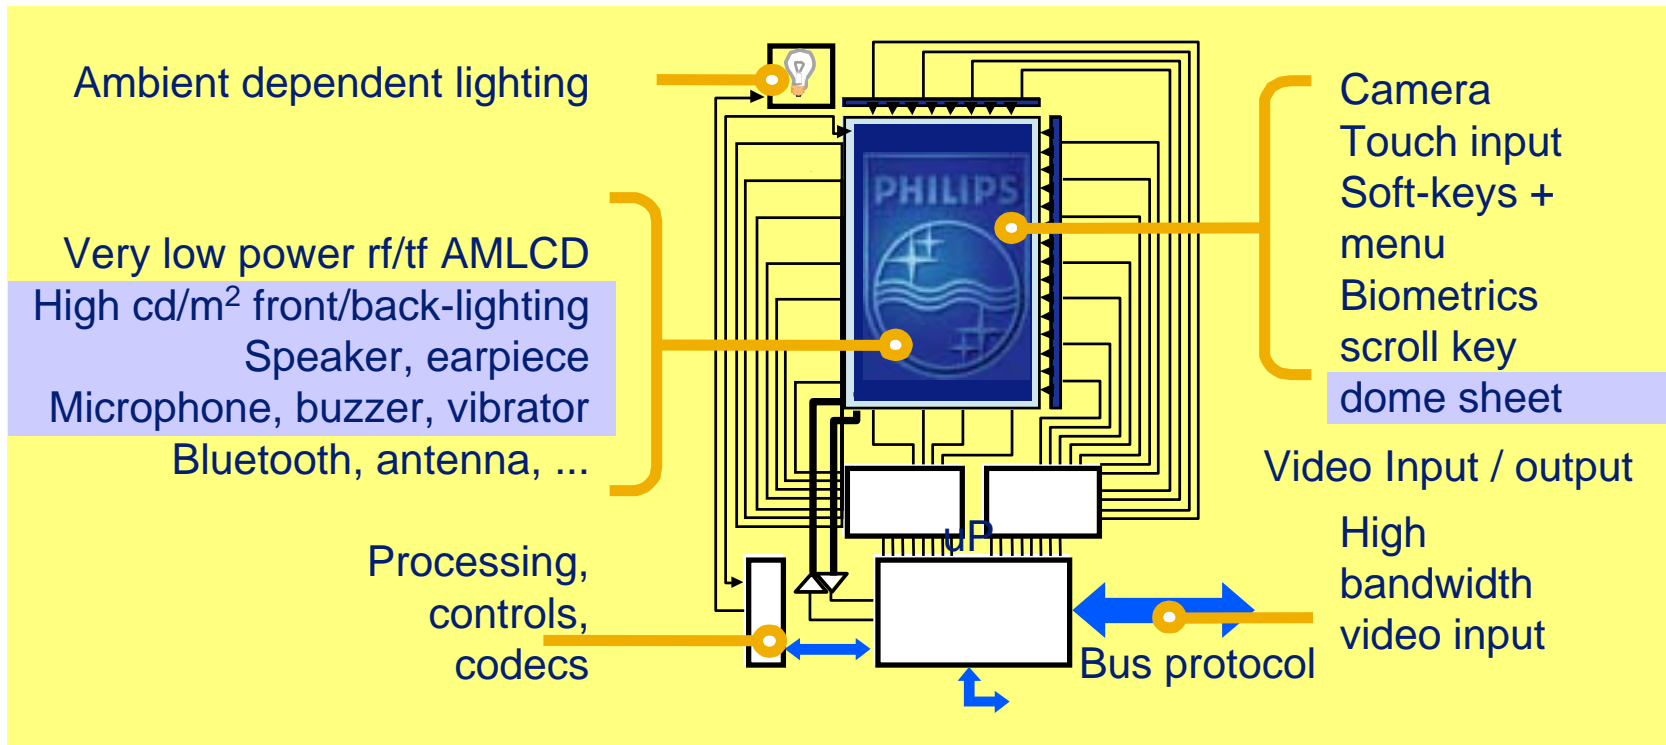 Ambient dependent lighting
Very low power rf/tf AMLCD
High cd/m² front/back-lighting
Speaker, earpiece
Microphone, buzzer, vibrator
Bluetooth, antenna, ...
Processing,
controls,
codecs
PHILIPS
uP
Camera
Touch input
Soft-keys +
menu
Biometrics
scroll key
dome sheet
Video Input / output
High
bandwidth
video input
Bus protocol